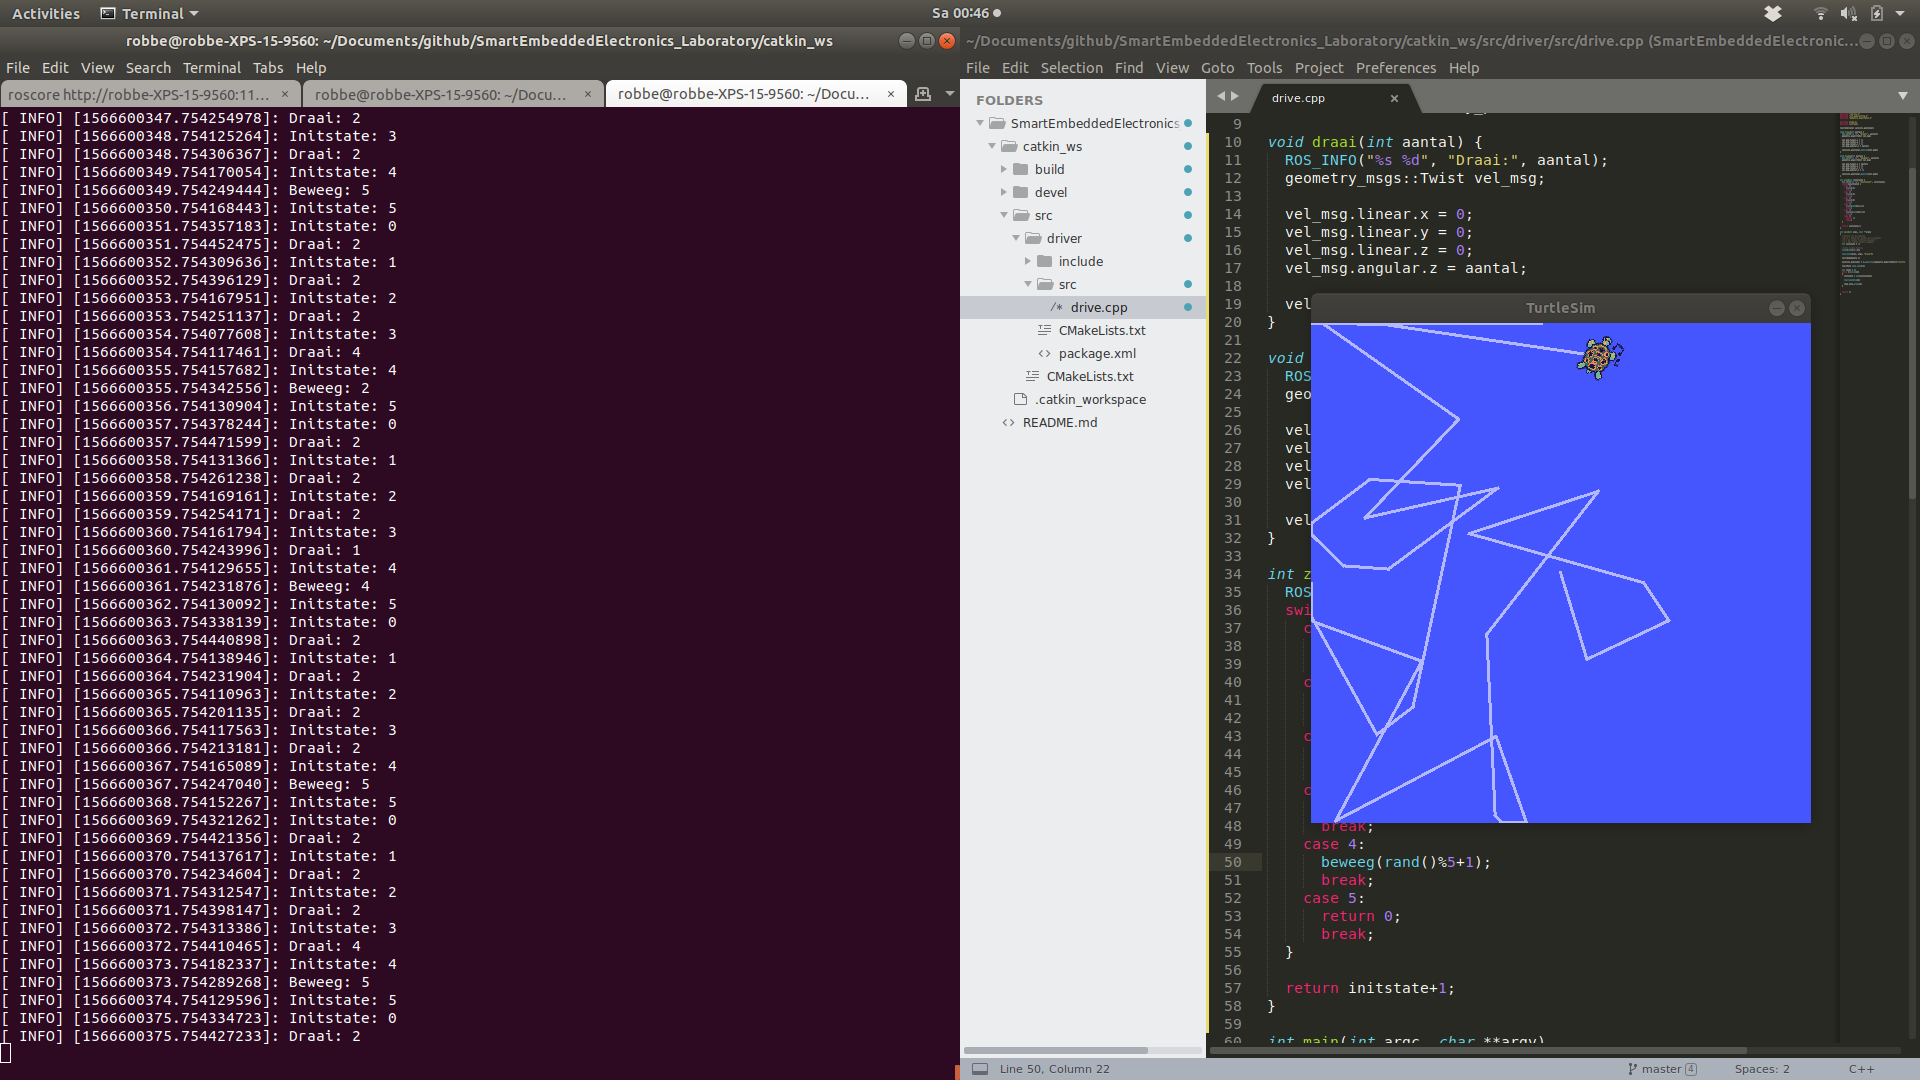 Activities Terminal Sa 00:46
robbe@robbe-XPS-15-9560: ~/Documents/github/SmartEmbeddedElectronics_Laboratory/catkin_ws
File Edit View Search Terminal Tabs Help
roscore http://robbe-XPS-15-9560:11... × robbe@robbe-XPS-15-9560: ~/Docu... × robbe@robbe-XPS-15-9560: ~/Docu... ×
[ INFO] [1566600347.754254978]: Draai: 2
[ INFO] [1566600348.754125264]: Initstate: 3
[ INFO] [1566600348.754306367]: Draai: 2
[ INFO] [1566600349.754170054]: Initstate: 4
[ INFO] [1566600349.754249444]: Beweeg: 5
[ INFO] [1566600350.754168443]: Initstate: 5
[ INFO] [1566600351.754357183]: Initstate: 0
[ INFO] [1566600351.754452475]: Draai: 2
[ INFO] [1566600352.754309636]: Initstate: 1
[ INFO] [1566600352.754396129]: Draai: 2
[ INFO] [1566600353.754167951]: Initstate: 2
[ INFO] [1566600353.754251137]: Draai: 2
[ INFO] [1566600354.754077608]: Initstate: 3
[ INFO] [1566600354.754117461]: Draai: 4
[ INFO] [1566600355.754157682]: Initstate: 4
[ INFO] [1566600355.754342556]: Beweeg: 2
[ INFO] [1566600356.754130904]: Initstate: 5
[ INFO] [1566600357.754378244]: Initstate: 0
[ INFO] [1566600357.754471599]: Draai: 2
[ INFO] [1566600358.754131366]: Initstate: 1
[ INFO] [1566600358.754261238]: Draai: 2
[ INFO] [1566600359.754169161]: Initstate: 2
[ INFO] [1566600359.754254171]: Draai: 2
[ INFO] [1566600360.754161794]: Initstate: 3
[ INFO] [1566600360.754243996]: Draai: 1
[ INFO] [1566600361.754129655]: Initstate: 4
[ INFO] [1566600361.754231876]: Beweeg: 4
[ INFO] [1566600362.754130092]: Initstate: 5
[ INFO] [1566600363.754338139]: Initstate: 0
[ INFO] [1566600363.754440898]: Draai: 2
[ INFO] [1566600364.754138946]: Initstate: 1
[ INFO] [1566600364.754231904]: Draai: 2
[ INFO] [1566600365.754110963]: Initstate: 2
[ INFO] [1566600365.754201135]: Draai: 2
[ INFO] [1566600366.754117563]: Initstate: 3
[ INFO] [1566600366.754213181]: Draai: 2
[ INFO] [1566600367.754165089]: Initstate: 4
[ INFO] [1566600367.754247040]: Beweeg: 5
[ INFO] [1566600368.754152267]: Initstate: 5
[ INFO] [1566600369.754321262]: Initstate: 0
[ INFO] [1566600369.754421356]: Draai: 2
[ INFO] [1566600370.754137617]: Initstate: 1
[ INFO] [1566600370.754234604]: Draai: 2
[ INFO] [1566600371.754312547]: Initstate: 2
[ INFO] [1566600371.754398147]: Draai: 2
[ INFO] [1566600372.754313386]: Initstate: 3
[ INFO] [1566600372.754410465]: Draai: 4
[ INFO] [1566600373.754182337]: Initstate: 4
[ INFO] [1566600373.754289268]: Beweeg: 5
[ INFO] [1566600374.754129596]: Initstate: 5
[ INFO] [1566600375.754334723]: Initstate: 0
[ INFO] [1566600375.754427233]: Draai: 2
~/Documents/github/SmartEmbeddedElectronics_Laboratory/catkin_ws/src/driver/src/drive.cpp (SmartEmbeddedElectronic...
File Edit Selection Find View Goto Tools Project Preferences Help
FOLDERS
SmartEmbeddedElectronics
catkin_ws
build
devel
src
driver
include
src
/* drive.cpp
CMakeLists.txt
<> package.xml
CMakeLists.txt
.catkin_workspace
<> README.md
drive.cpp ×
9
10 void draai(int aantal) {
11 ROS_INFO("%s %d", "Draai:", aantal);
12 geometry_msgs::Twist vel_msg;
13
14 vel_msg.linear.x = 0;
15 vel_msg.linear.y = 0;
16 vel_msg.linear.z = 0;
17 vel_msg.angular.z = aantal;
18
19 vel
20 }
21
22 void
23 ROS
24 geo
25
26 vel
27 vel
28 vel
29 vel
30
31 vel
32 }
33
34 int z
35 ROS
36 swi
37 c
38
39
40 c
41
42
43 c
44
45
46 c
47
48 break;
49 case 4:
50 beweeg(rand()%5+1);
51 break;
52 case 5:
53 return 0;
54 break;
55 }
56
57 return initstate+1;
58 }
59
60 int main(int argc, char **argv)
TurtleSim
Line 50, Column 22 master 4 Spaces: 2 C++